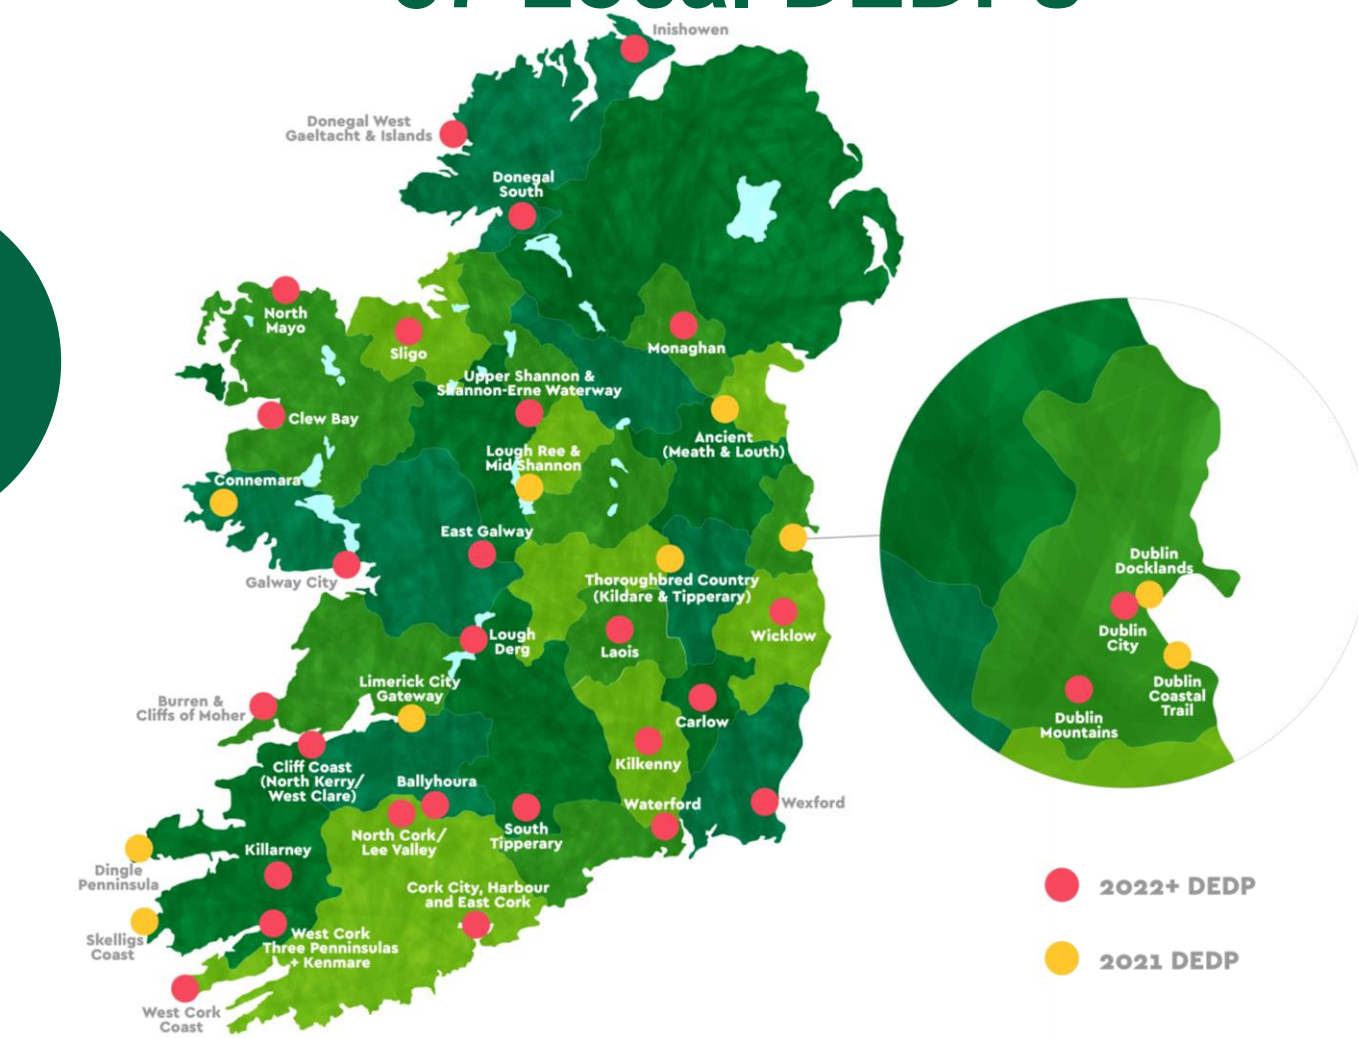 37 Local DEDPs
Inishowen
Donegal West
Gaeltacht & Islands
Donegal
South
North
Mayo
Sligo
Monaghan
Upper Shannon &
Shannon-Erne Waterway
Clew Bay
Ancient
(Meath & Louth)
Lough Ree &
Mid Shannon
Connemara
East Galway
Galway City
Thoroughbred Country
(Kildare & Tipperary)
Wicklow
Lough
Derg
Laois
Limerick City
Gateway
Burren &
Cliffs of Moher
Carlow
Cliff Coast
(North Kerry/
West Clare)
Kilkenny
Ballyhoura
Waterford
Wexford
North Cork/
Lee Valley
South
Tipperary
Killarney
Dingle
Penninsula
Cork City, Harbour
and East Cork
Skelligs
Coast
West Cork
Three Penninsulas
+ Kenmare
West Cork
Coast
Dublin
Docklands
Dublin
City
Dublin
Coastal
Trail
Dublin
Mountains
2022+ DEDP
2021 DEDP